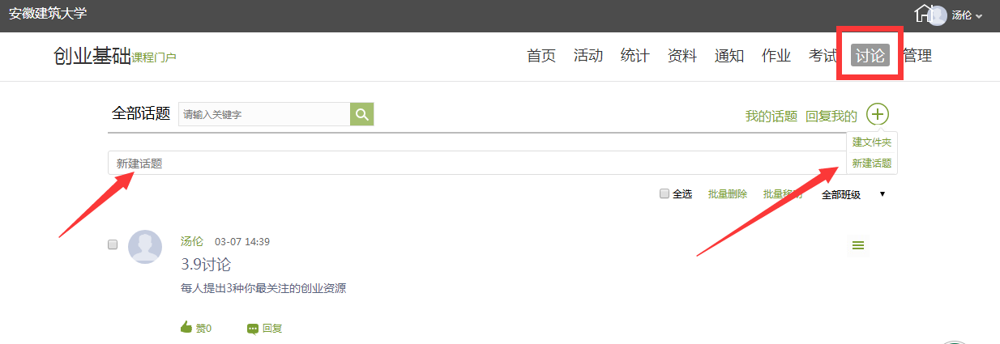 安徽建筑大学
汤伦
创业基础课程门户
首页 活动 统计 资料 通知 作业 考试 讨论 管理
全部话题 请输入关键字
我的话题 回复我的
建文件夹
新建话题
新建话题
全选 批量删除 批量移动 全部班级
汤伦 03-07 14:39
3.9讨论
每人提出3种你最关注的创业资源
赞0 回复